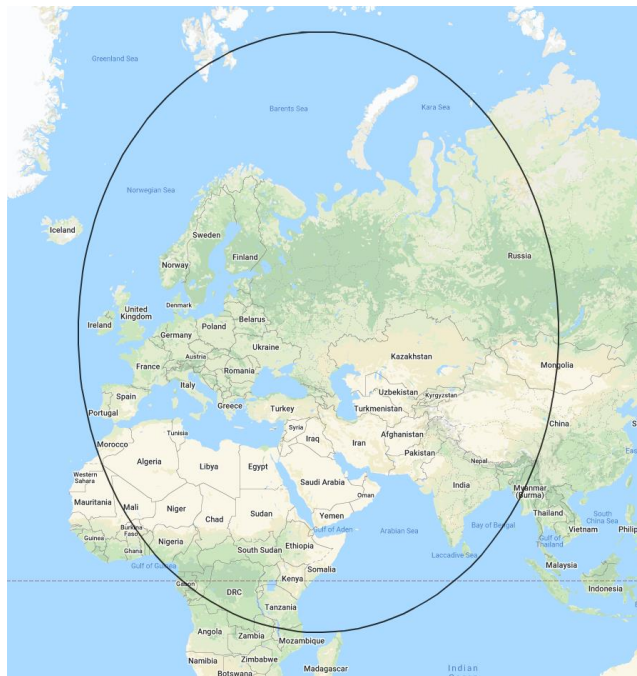 Greenland Sea
Barents Sea
Kara Sea
Norwegian Sea
Iceland
Sweden
Norway
Finland
Russia
Denmark
United
Kingdom
Ireland
Belarus
Poland
Germany
Ukraine
Austria
France
Romania
Kazakhstan
Mongolia
Italy
Spain
Portugal
Greece
Turkey
Uzbekistan
Kyrgyzstan
Turkmenistan
China
Syria
Tunisia
Morocco
Iraq
Iran
Afghanistan
Pakistan
Nepal
Algeria
Libya
Egypt
Western
Sahara
Saudi Arabia
Oman
India
Myanmar
(Burma)
Mauritania
Mali
Niger
Chad
Sudan
Yemen
Thailand
Vietnam
South
China Sea
Philip
Burkina
Faso
Guinea
Ghana
Nigeria
Gulf of Aden
Arabian Sea
Bay of Bengal
Gulf of
Thailand
South Sudan
Ethiopia
Laccadive Sea
Somalia
Malaysia
Gulf of Guinea
Gabon
Kenya
DRC
Indonesia
Tanzania
Angola
Zambia
Mozambique
Namibia
Zimbabwe
Botswana
Madagascar
Indian